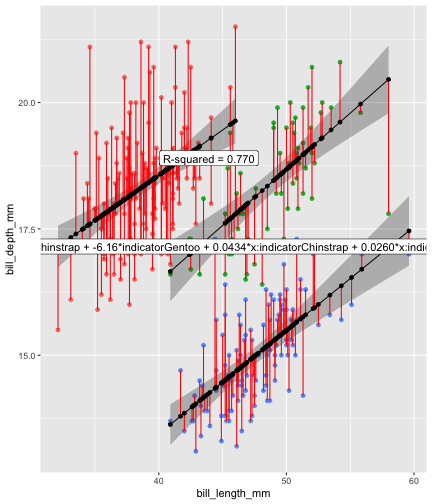 20.0
R-squared = 0.770
bill_depth_mm
17.5
hinstrap + -6.16*indicatorGentoo + 0.0434*x:indicatorChinstrap + 0.0260*x:indic
15.0
40
50
60
bill_length_mm